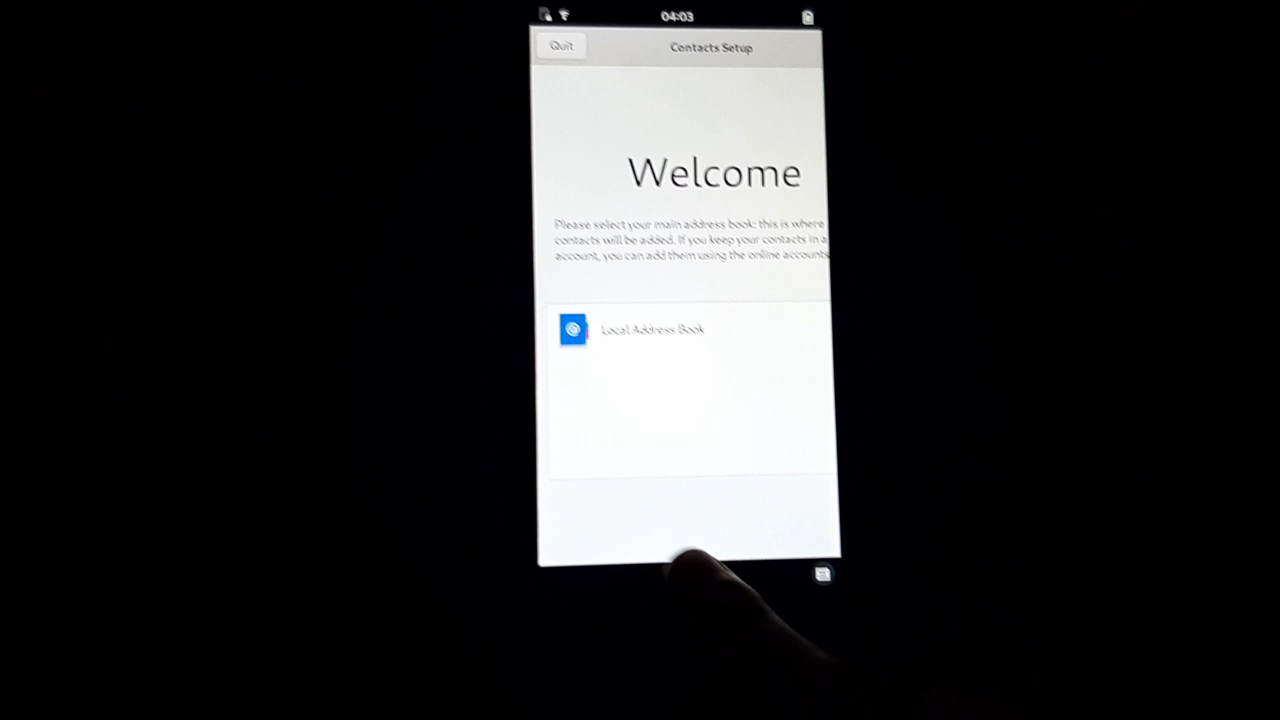 04:03
Quit
Contacts Setup
Welcome
Please select your main address book: this is where
contacts will be added. If you keep your contacts in a
account, you can add them using the online accounts
Local Address Book